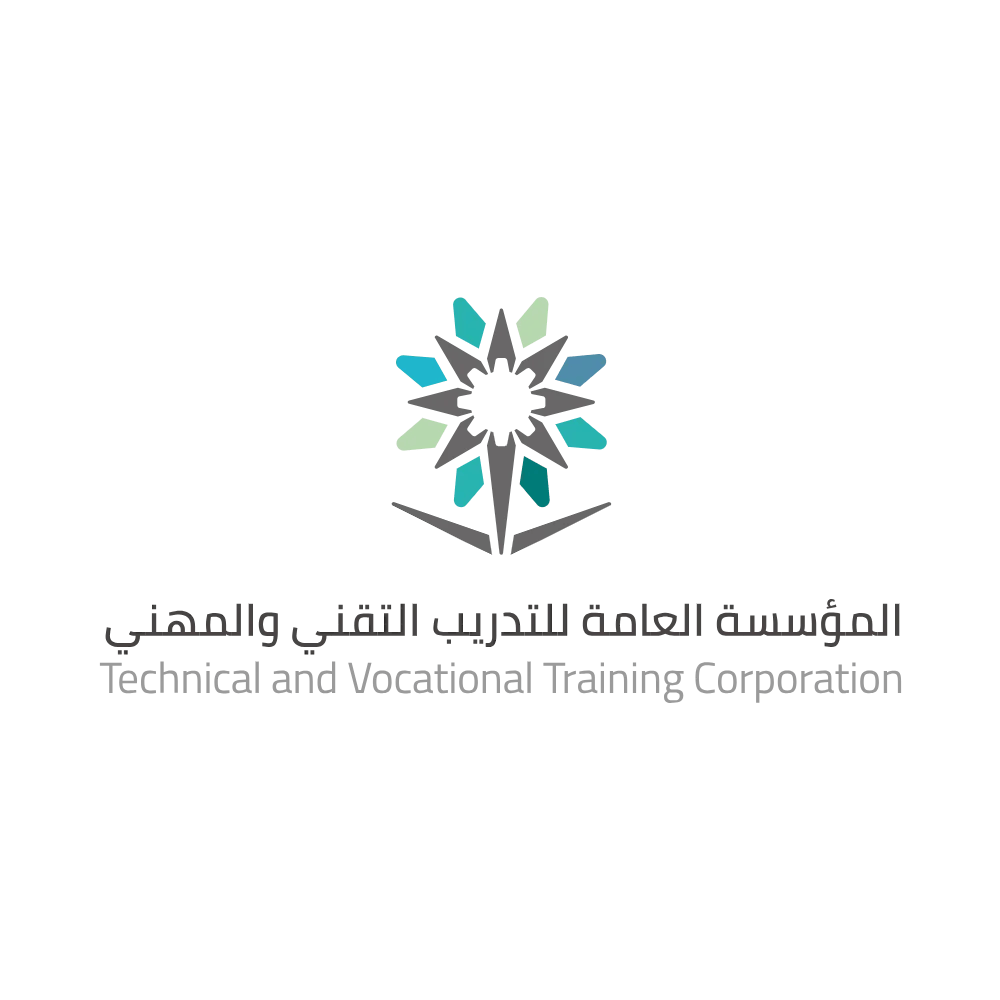 المؤسسة العامة للتدريب التقني والمهني
Technical and Vocational Training Corporation